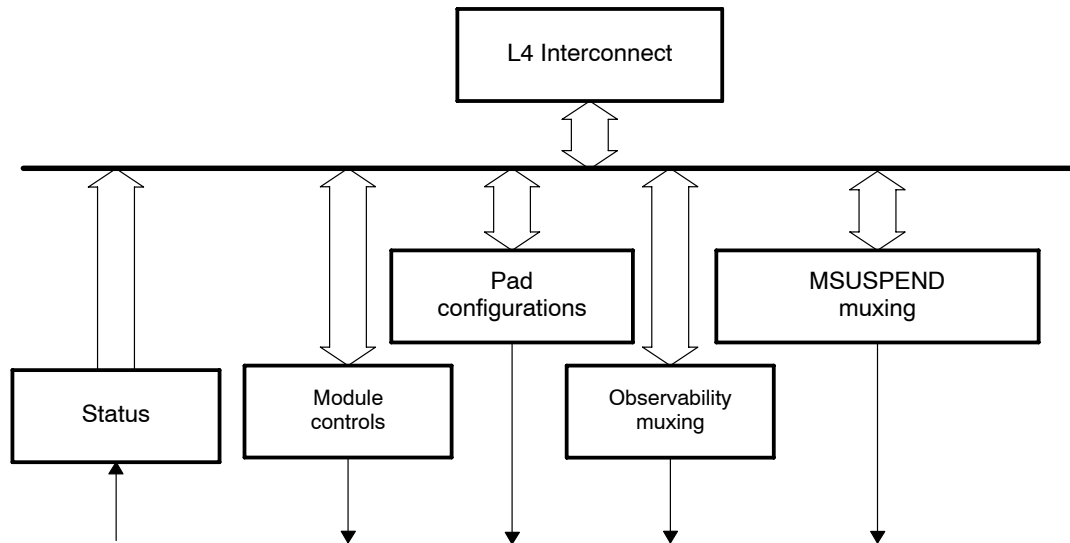 L4 Interconnect
Pad
configurations
MSUSPEND
muxing
Status
Module
controls
Observability
muxing